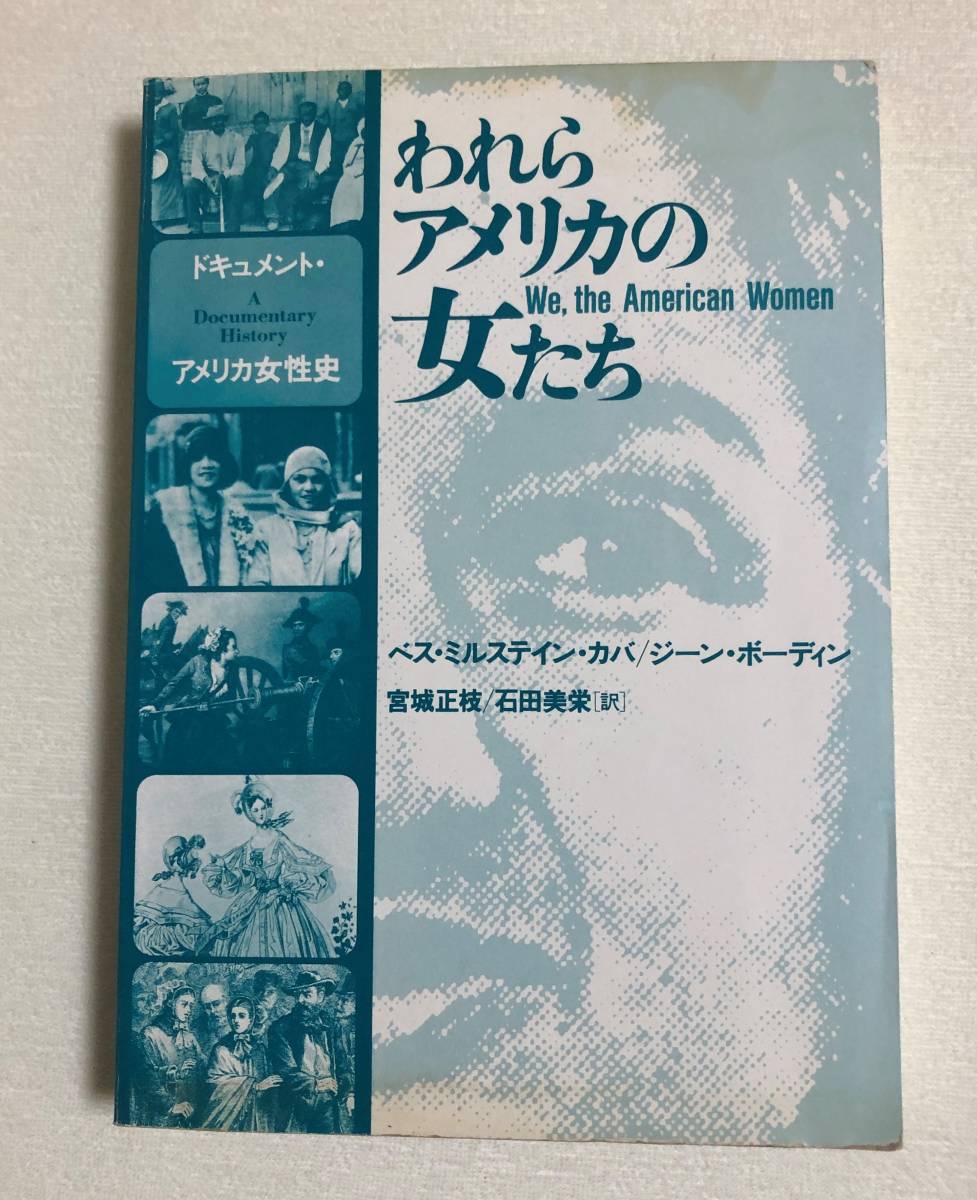 われら
アメリカの
女たち
We, the American Women
ドキュメント・
A
Documentary
History
アメリカ女性史
ベス・ミルステイン・カバ/ジーン・ボーディン
宮城正枝/石田美栄[訳]